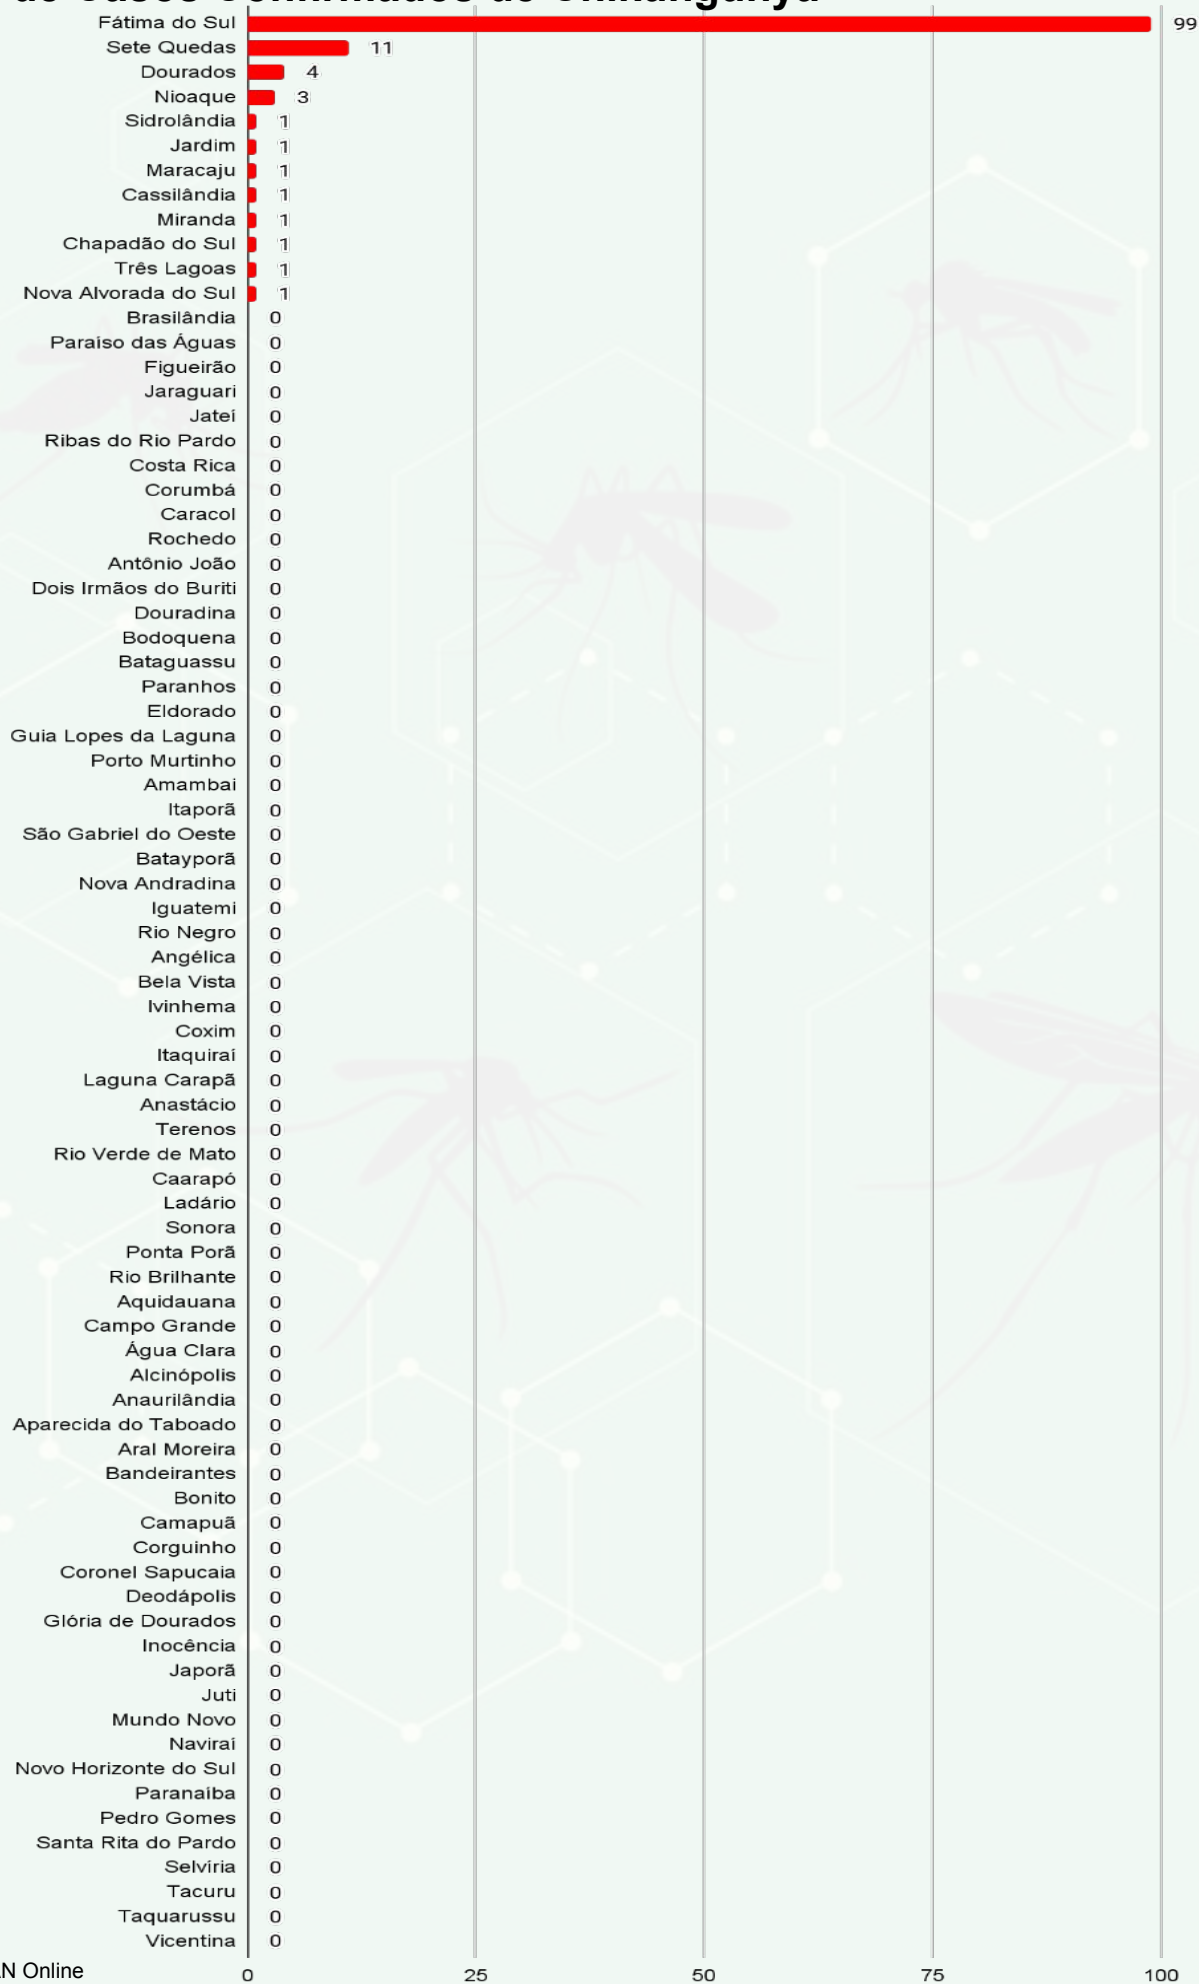 de Casos Confirmados de Chikungunya
Fátima do Sul 99
Sete Quedas 11
Dourados 4
Nioaque 3
Sidrolândia 1
Jardim 1
Maracaju 1
Cassilândia 1
Miranda 1
Chapadão do Sul 1
Três Lagoas 1
Nova Alvorada do Sul 1
Brasilândia 0
Paraíso das Águas 0
Figueirão 0
Jaraguari 0
Jateí 0
Ribas do Rio Pardo 0
Costa Rica 0
Corumbá 0
Caracol 0
Rochedo 0
Antônio João 0
Dois Irmãos do Buriti 0
Douradina 0
Bodoquena 0
Bataguassu 0
Paranhos 0
Eldorado 0
Guia Lopes da Laguna 0
Porto Murtinho 0
Amambai 0
Itaporã 0
São Gabriel do Oeste 0
Batayporã 0
Nova Andradina 0
Iguatemi 0
Rio Negro 0
Angélica 0
Bela Vista 0
Ivinhema 0
Coxim 0
Itaquiraí 0
Laguna Carapã 0
Anastácio 0
Terenos 0
Rio Verde de Mato 0
Caarapó 0
Ladário 0
Sonora 0
Ponta Porã 0
Rio Brilhante 0
Aquidauana 0
Campo Grande 0
Água Clara 0
Alcinópolis 0
Anaurilândia 0
Aparecida do Taboado 0
Aral Moreira 0
Bandeirantes 0
Bonito 0
Camapuã 0
Corguinho 0
Coronel Sapucaia 0
Deodápolis 0
Glória de Dourados 0
Inocência 0
Japorã 0
Juti 0
Mundo Novo 0
Naviraí 0
Novo Horizonte do Sul 0
Paranaíba 0
Pedro Gomes 0
Santa Rita do Pardo 0
Selvíria 0
Tacuru 0
Taquarussu 0
Vicentina 0
N Online
0 25 50 75 100